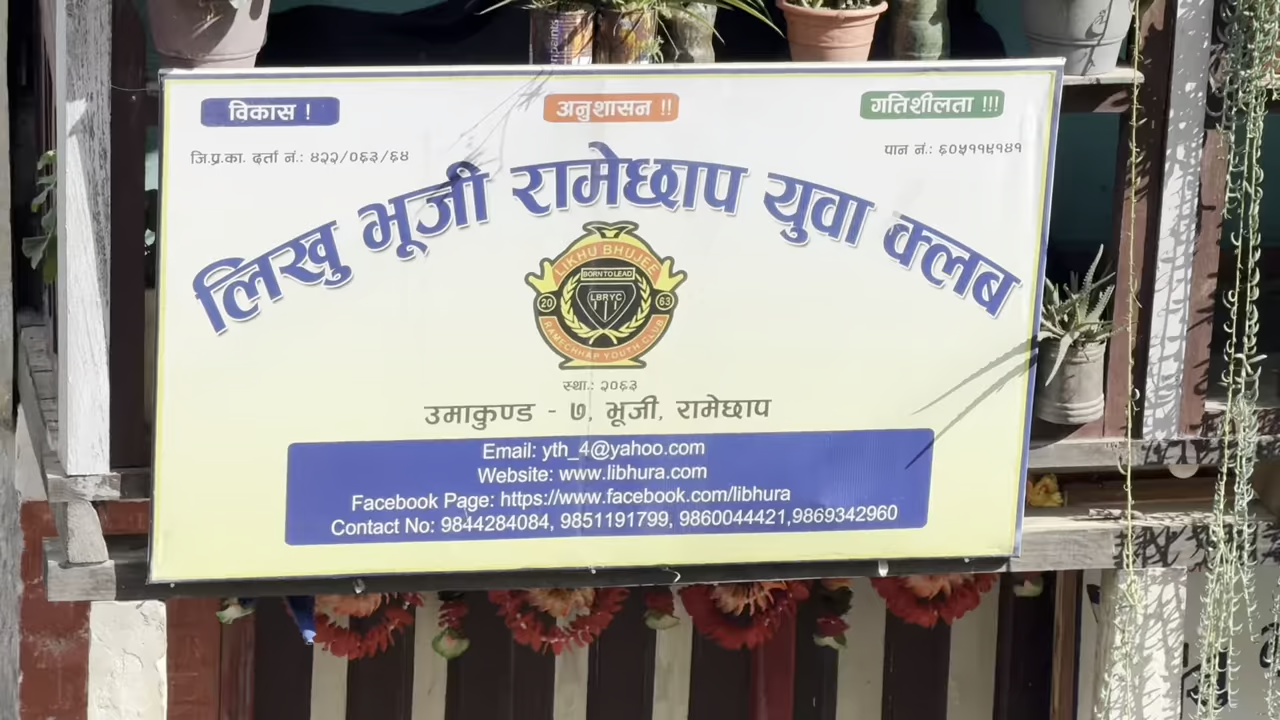 विकास !
अनुशासन !!
गतिशीलता !!!
जि.प्र.का. दर्ता नं.: ४२२/०६३/६४
पान नं.: ६०५११९१४१
लिखु भूजी रामेछाप युवा क्लब
LIKHU BHUJEE
BORN TO LEAD
LBRYC
20 63
RAMECHHAP YOUTH CLUB
स्था.: २०६३
उमाकुण्ड - ७, भूजी, रामेछाप
Email: yth_4@yahoo.com
Website: www.libhura.com
Facebook Page: https://www.facebook.com/libhura
Contact No: 9844284084, 9851191799, 9860044421,9869342960